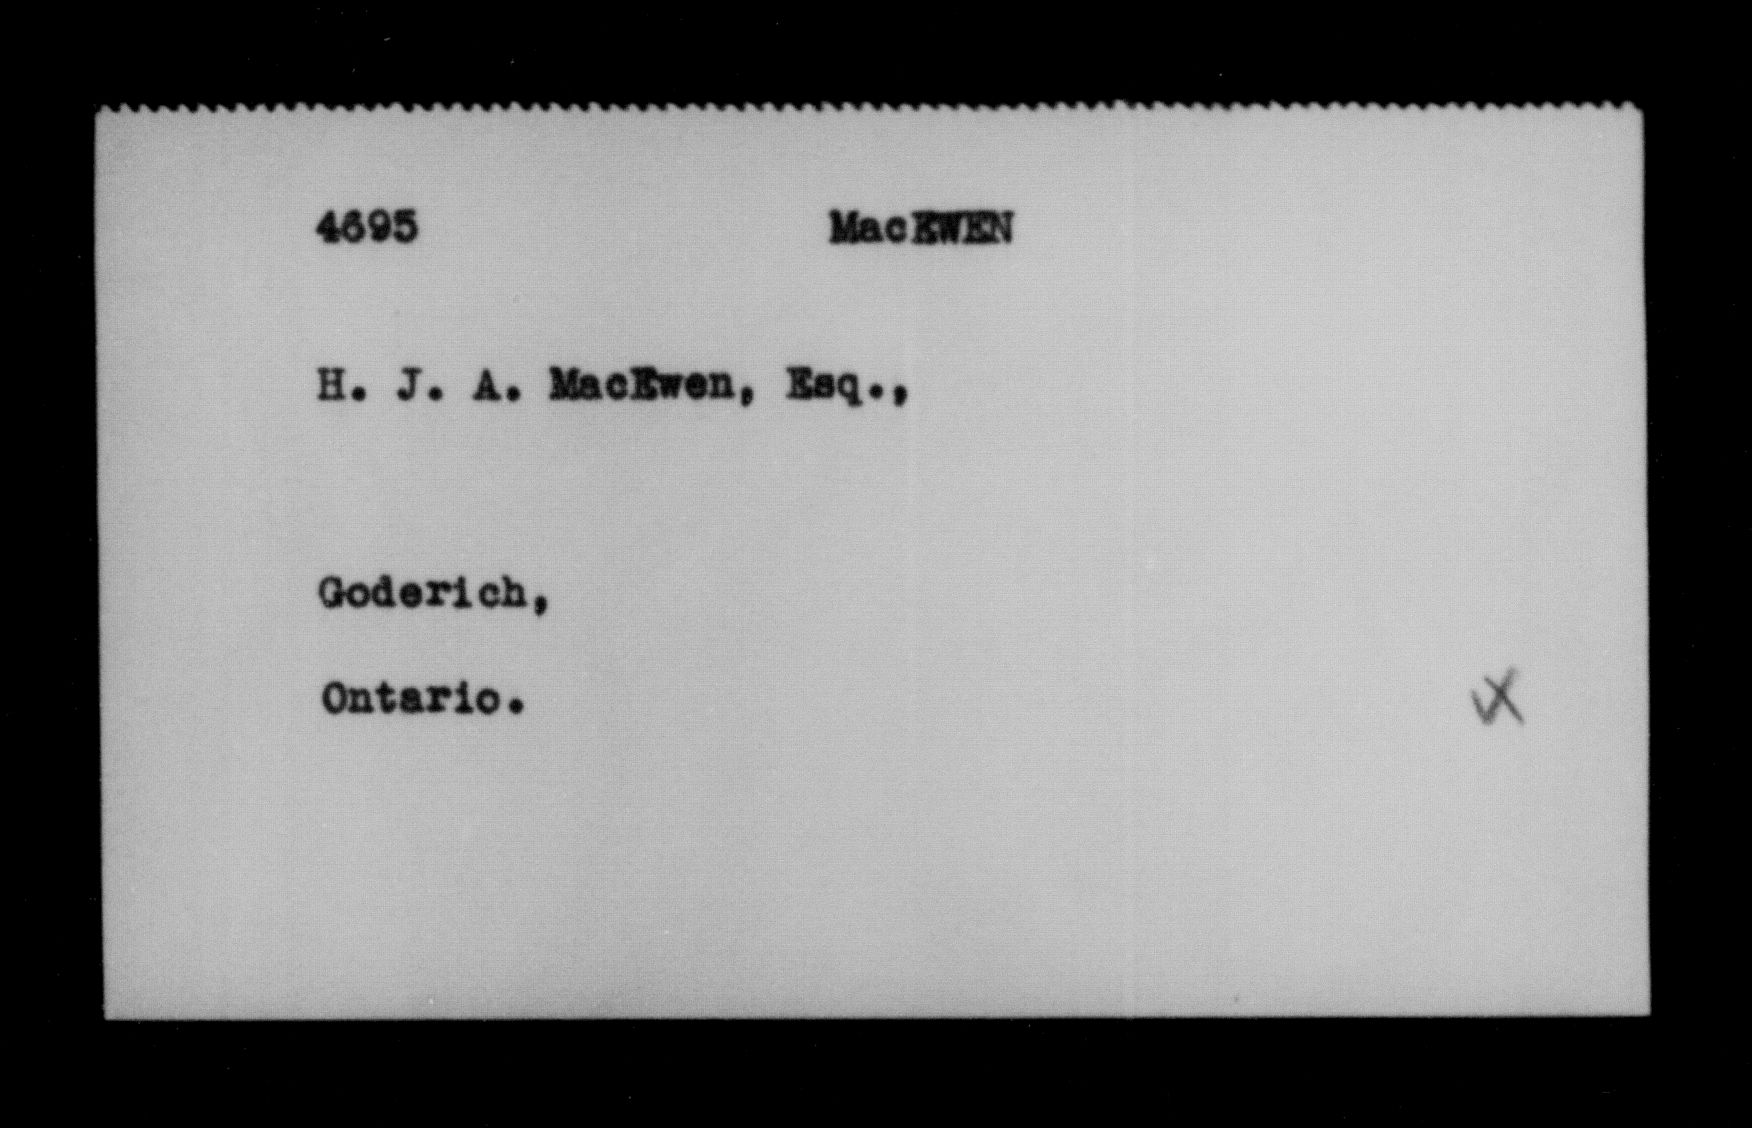 4695 MacEWEN
H. J. A. MacEwen, Esq.,
Goderich,
Ontario.